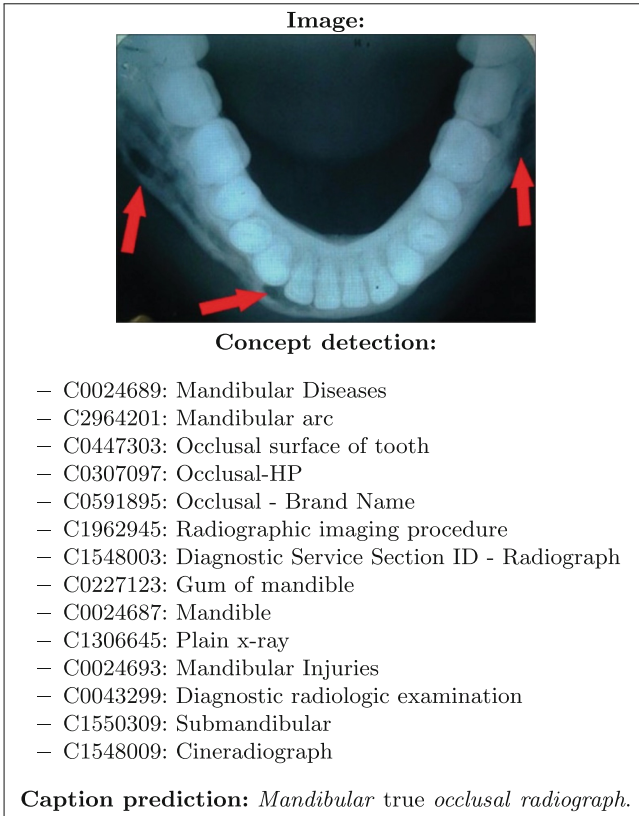 Image:
Concept detection:
– C0024689: Mandibular Diseases
– C2964201: Mandibular arc
– C0447303: Occlusal surface of tooth
– C0307097: Occlusal-HP
– C0591895: Occlusal - Brand Name
– C1962945: Radiographic imaging procedure
– C1548003: Diagnostic Service Section ID - Radiograph
– C0227123: Gum of mandible
– C0024687: Mandible
– C1306645: Plain x-ray
– C0024693: Mandibular Injuries
– C0043299: Diagnostic radiologic examination
– C1550309: Submandibular
– C1548009: Cineradiograph
Caption prediction: Mandibular true occlusal radiograph.